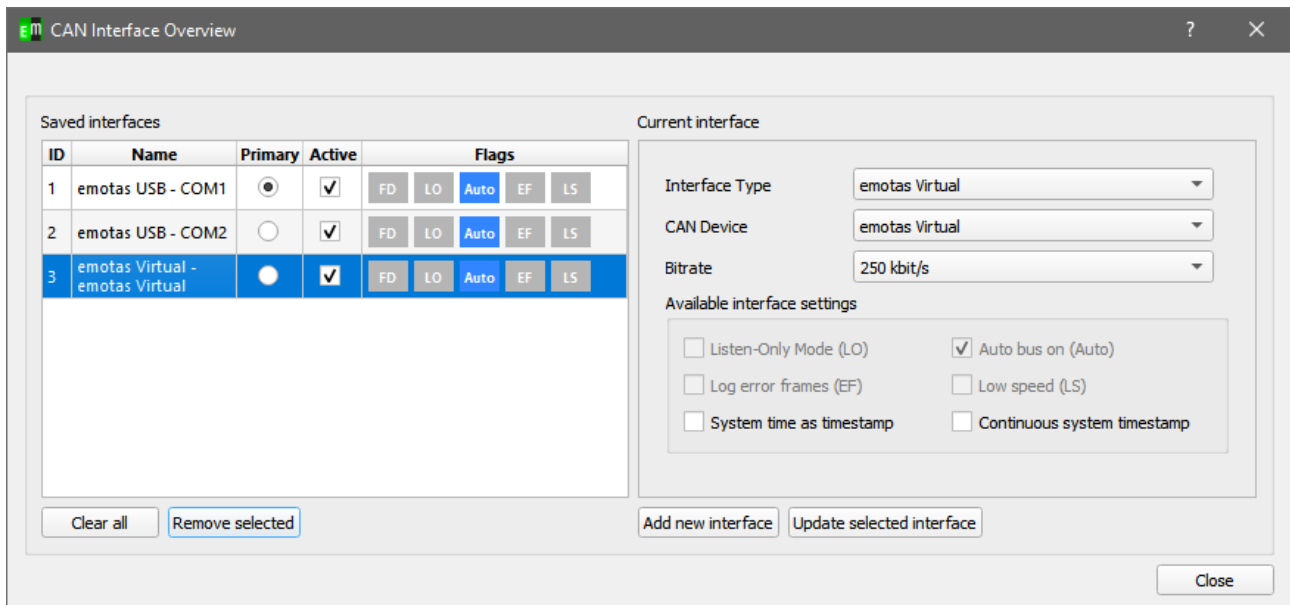 Em CAN Interface Overview ?
Saved interfaces
ID Name Primary Active Flags
1 emotas USB - COM1 FD LO Auto EF LS
2 emotas USB - COM2 FD LO Auto EF LS
3 emotas Virtual -
emotas Virtual FD LO Auto EF LS
Clear all Remove selected
Current interface
Interface Type emotas Virtual
CAN Device emotas Virtual
Bitrate 250 kbit/s
Available interface settings
Listen-Only Mode (LO) Auto bus on (Auto)
Log error frames (EF) Low speed (LS)
System time as timestamp Continuous system timestamp
Add new interface Update selected interface
Close